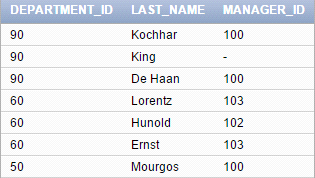 DEPARTMENT_ID LAST_NAME MANAGER_ID
90 Kochhar 100
90 King -
90 De Haan 100
60 Lorentz 103
60 Hunold 102
60 Ernst 103
50 Mourgos 100